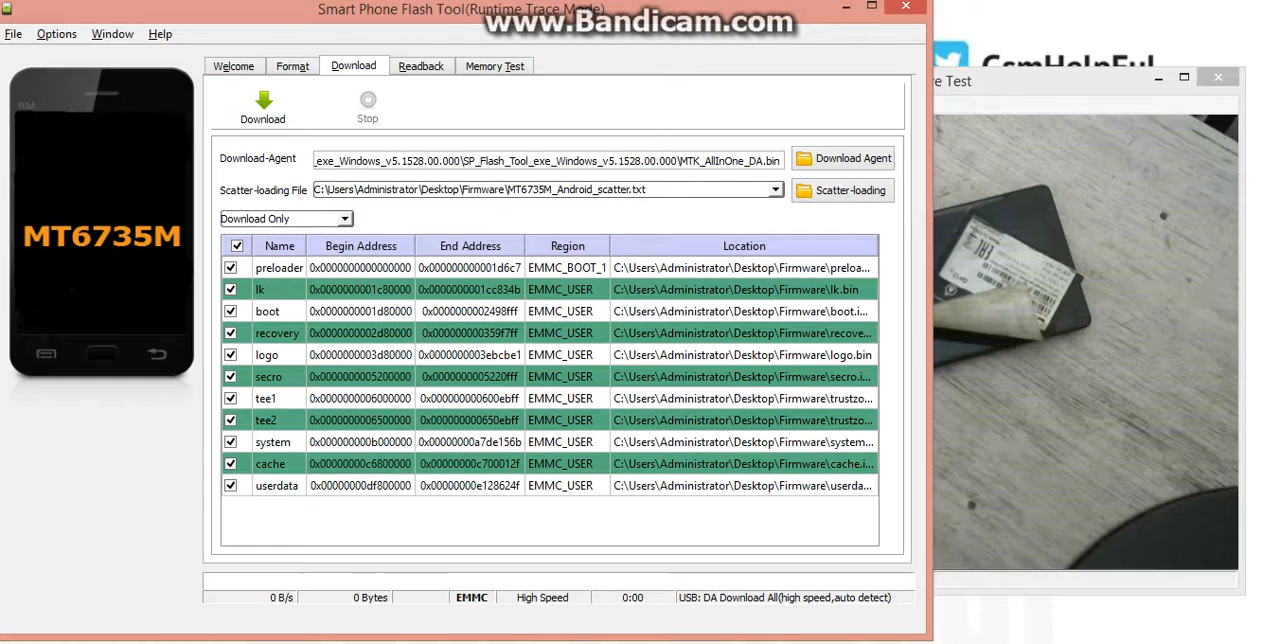 Smart Phone Flash Tool(Runtime Trace Mode)
www.Bandicam.com
File Options Window Help
GsmHelpFul
re Test
Welcome Format Download Readback Memory Test
Download Stop
Download-Agent _exe_Windows_v5.1528.00.000\SP_Flash_Tool_exe_Windows_v5.1528.00.000\MTK_AllInOne_DA.bin Download Agent
Scatter-loading File C:\Users\Administrator\Desktop\Firmware\MT6735M_Android_scatter.txt Scatter-loading
Download Only
Name Begin Address End Address Region Location
preloader 0x0000000000000000 0x000000000001d6c7 EMMC_BOOT_1 C:\Users\Administrator\Desktop\Firmware\preloa...
lk 0x0000000001c80000 0x0000000001cc834b EMMC_USER C:\Users\Administrator\Desktop\Firmware\lk.bin
boot 0x0000000001d80000 0x0000000002498fff EMMC_USER C:\Users\Administrator\Desktop\Firmware\boot.i...
recovery 0x0000000002d80000 0x000000000359f7ff EMMC_USER C:\Users\Administrator\Desktop\Firmware\recove...
logo 0x0000000003d80000 0x0000000003ebcbe1 EMMC_USER C:\Users\Administrator\Desktop\Firmware\logo.bin
secro 0x0000000005200000 0x0000000005220fff EMMC_USER C:\Users\Administrator\Desktop\Firmware\secro.i...
tee1 0x0000000006000000 0x000000000600ebff EMMC_USER C:\Users\Administrator\Desktop\Firmware\trustzo...
tee2 0x0000000006500000 0x000000000650ebff EMMC_USER C:\Users\Administrator\Desktop\Firmware\trustzo...
system 0x000000000b000000 0x00000000a7de156b EMMC_USER C:\Users\Administrator\Desktop\Firmware\system...
cache 0x00000000c6800000 0x00000000c700012f EMMC_USER C:\Users\Administrator\Desktop\Firmware\cache.i...
userdata 0x00000000df800000 0x00000000e128624f EMMC_USER C:\Users\Administrator\Desktop\Firmware\userda...
BM
MT6735M
EAC
0 B/s 0 Bytes EMMC High Speed 0:00 USB: DA Download All(high speed,auto detect)